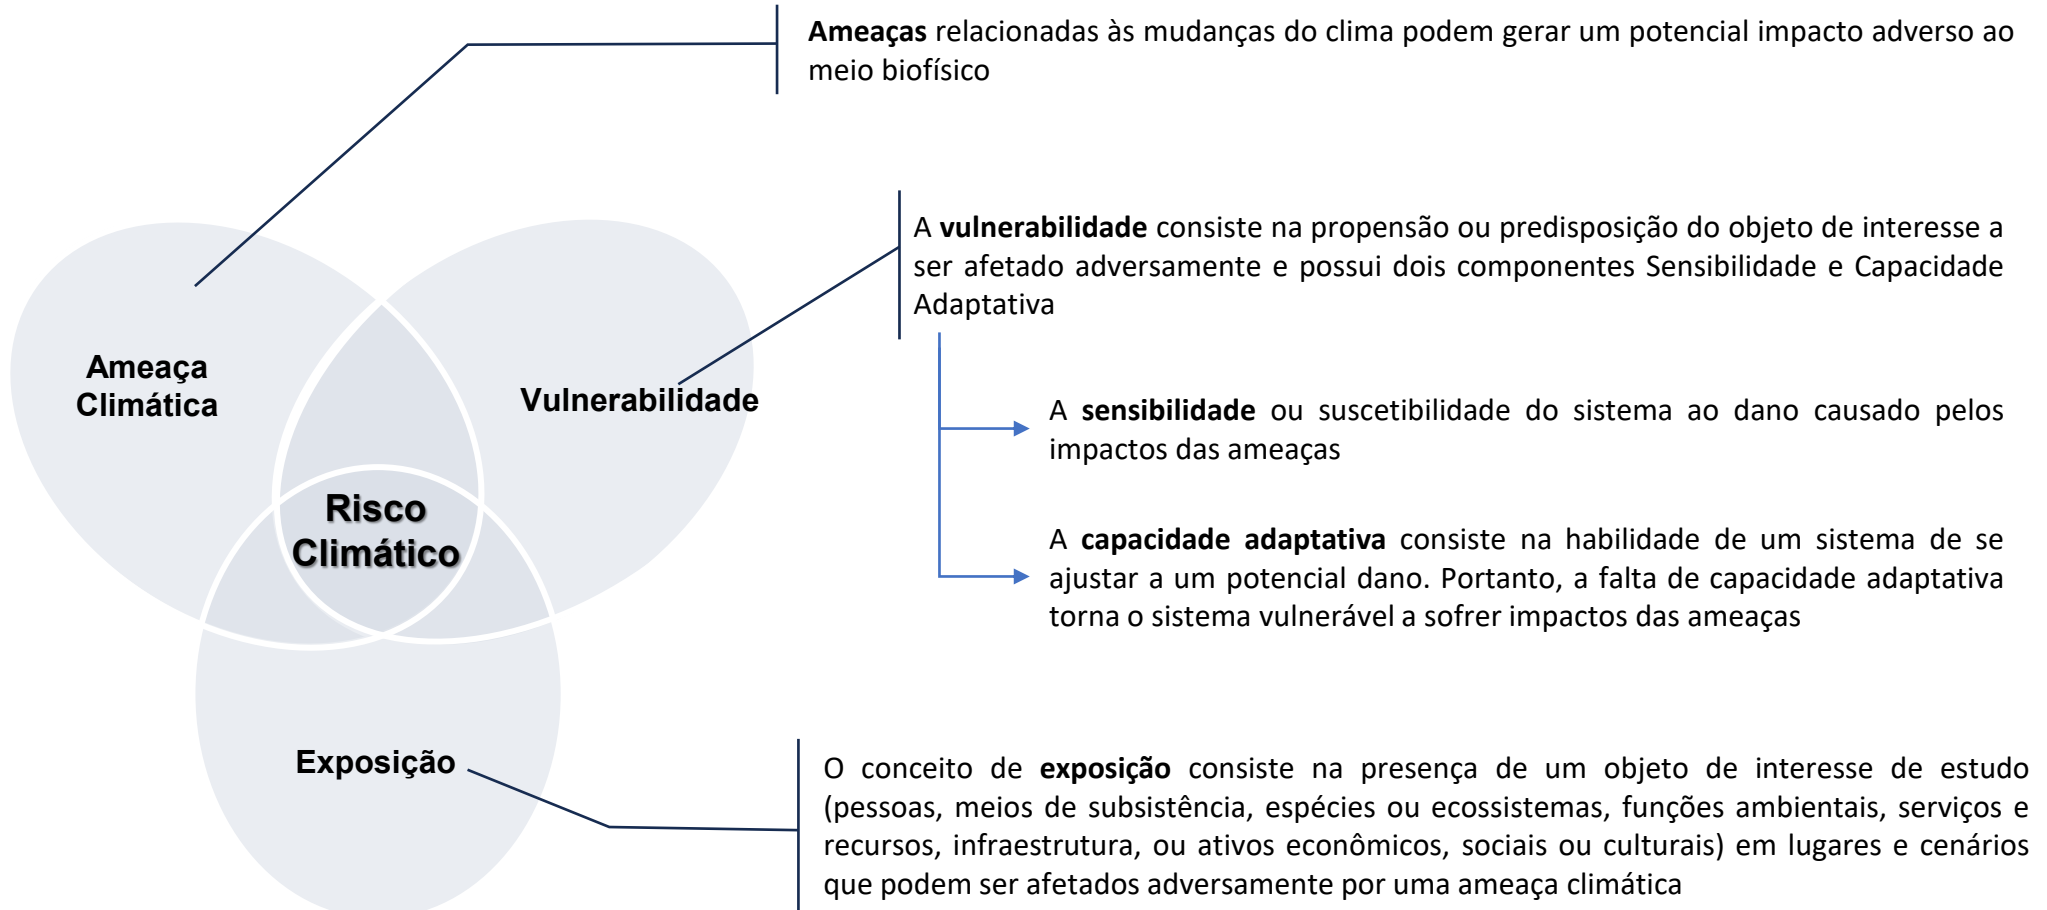 Ameaças relacionadas às mudanças do clima podem gerar um potencial impacto adverso ao
meio biofísico
A vulnerabilidade consiste na propensão ou predisposição do objeto de interesse a
ser afetado adversamente e possui dois componentes Sensibilidade e Capacidade
Adaptativa
Ameaça
Climática
Vulnerabilidade
A sensibilidade ou suscetibilidade do sistema ao dano causado pelos
impactos das ameaças
Risco
Climático
A capacidade adaptativa consiste na habilidade de um sistema de se
ajustar a um potencial dano. Portanto, a falta de capacidade adaptativa
torna o sistema vulnerável a sofrer impactos das ameaças
Exposição
O conceito de exposição consiste na presença de um objeto de interesse de estudo
(pessoas, meios de subsistência, espécies ou ecossistemas, funções ambientais, serviços e
recursos, infraestrutura, ou ativos econômicos, sociais ou culturais) em lugares e cenários
que podem ser afetados adversamente por uma ameaça climática